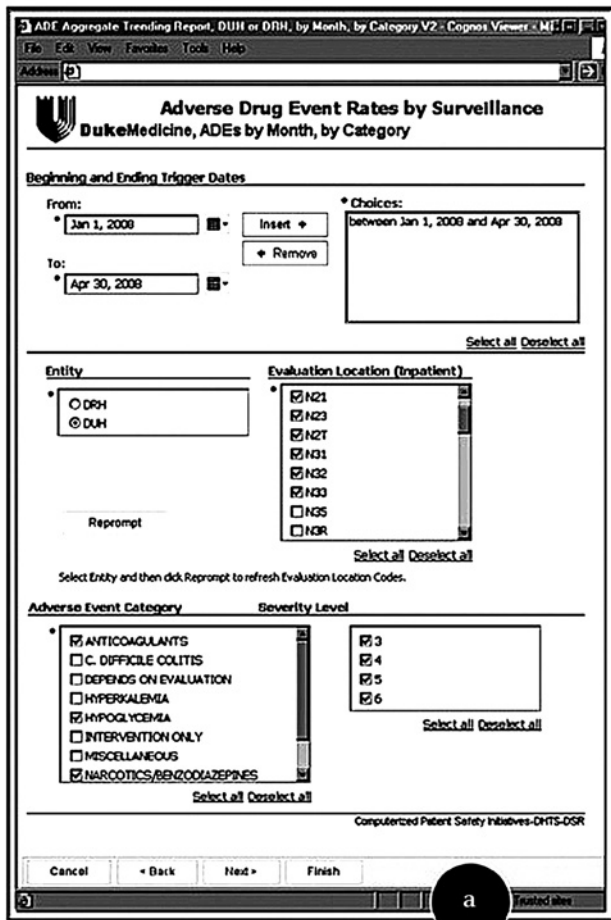 ADE Aggregate Trending Report, DUH or DRH, by Month, by Category V2 - Cognos Viewer
File Edit View Favorites Tools Help
Address
Adverse Drug Event Rates by Surveillance
DukeMedicine, ADEs by Month, by Category
Beginning and Ending Trigger Dates
From:
Jan 1, 2008
Insert
Remove
To:
Apr 30, 2008
Choices:
between Jan 1, 2008 and Apr 30, 2008
Select all Deselect all
Entity
DRH
DUH
Reprompt
Evaluation Location (Inpatient)
N21
N23
N2T
N31
N32
N33
N35
N3R
Select all Deselect all
Select Entity and then click Reprompt to refresh Evaluation Location Codes.
Adverse Event Category
ANTICOAGULANTS
C. DIFFICILE COLITIS
DEPENDS ON EVALUATION
HYPERKALEMIA
HYPOGLYCEMIA
INTERVENTION ONLY
MISCELLANEOUS
NARCOTICS/BENZODIAZEPINES
Select all Deselect all
Severity Level
3
4
5
6
Select all Deselect all
Computerized Patent Safety Initiatives-DHTS-DSR
Cancel < Back Next > Finish
a
Trusted sites